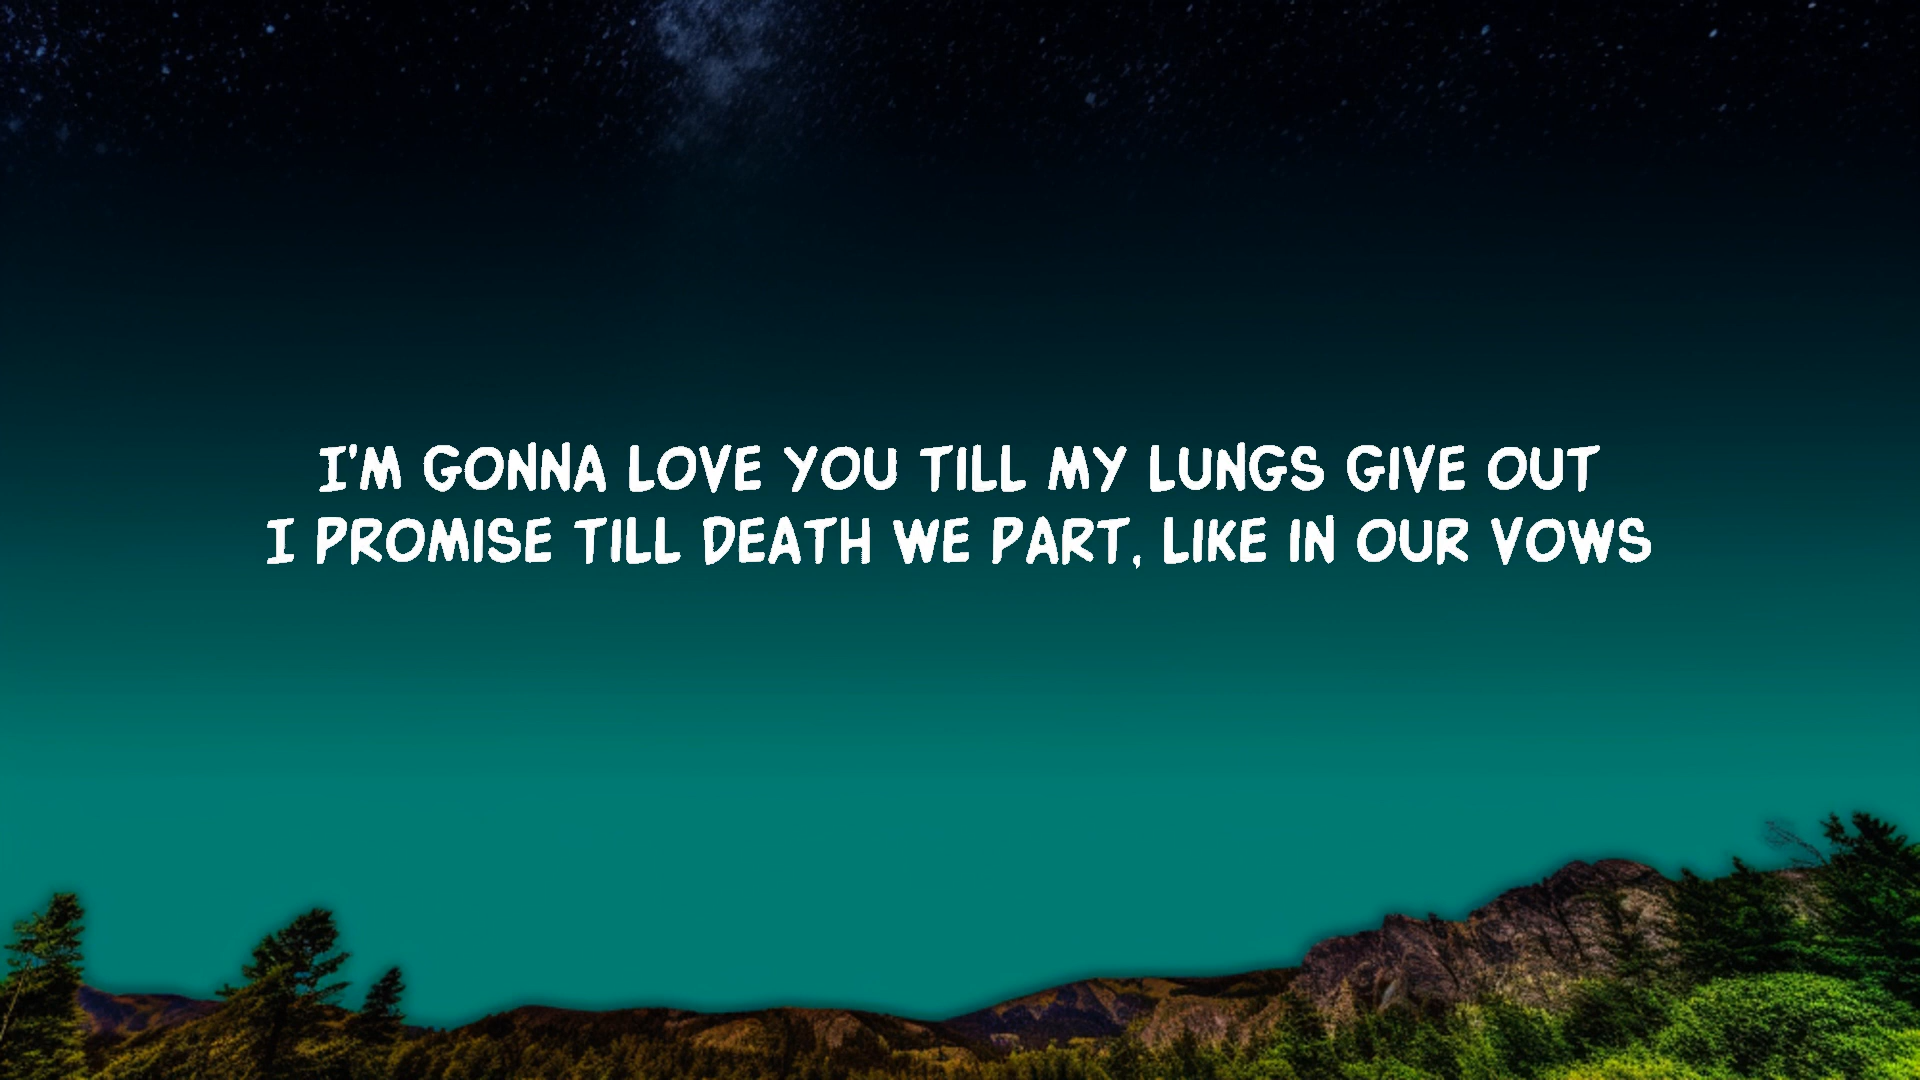 I'M GONNA LOVE YOU TILL MY LUNGS GIVE OUT
I PROMISE TILL DEATH WE PART, LIKE IN OUR VOWS